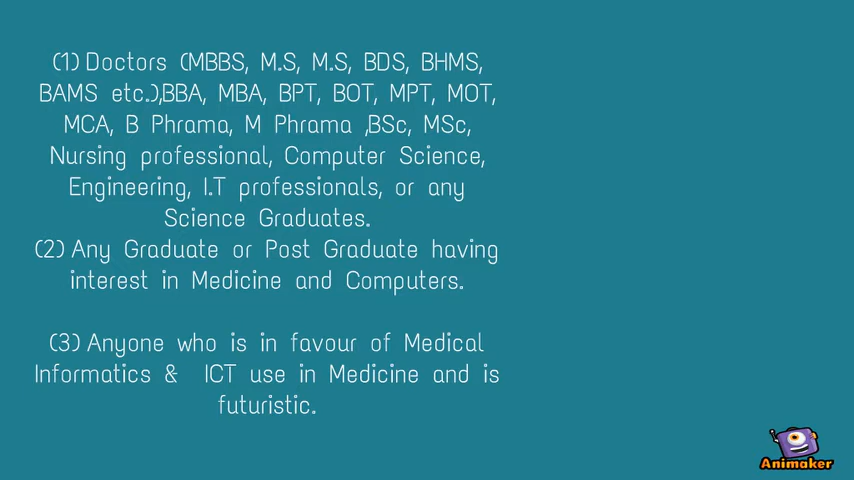 (1) Doctors (MBBS, M.S, M.S, BDS, BHMS,
BAMS etc.),BBA, MBA, BPT, BOT, MPT, MOT,
MCA, B Phrama, M Phrama ,BSc, MSc,
Nursing professional, Computer Science,
Engineering, I.T professionals, or any
Science Graduates.
(2) Any Graduate or Post Graduate having
interest in Medicine and Computers.
(3) Anyone who is in favour of Medical
Informatics & ICT use in Medicine and is
futuristic.
Animaker